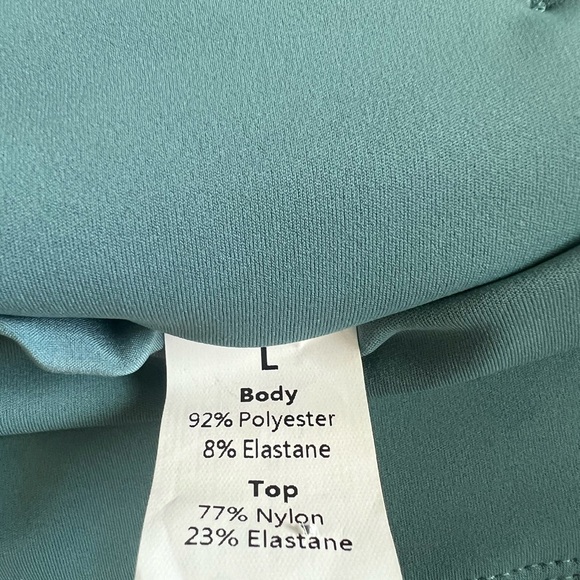 L
Body
92% Polyester
8% Elastane
Top
77% Nylon
23% Elastane